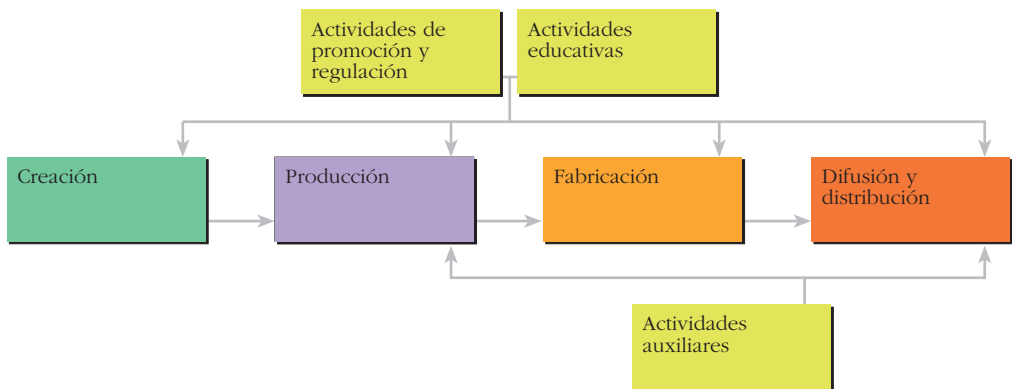 Actividades de
promoción y
regulación
Actividades
educativas
Creación
Producción
Fabricación
Difusión y
distribución
Actividades
auxiliares